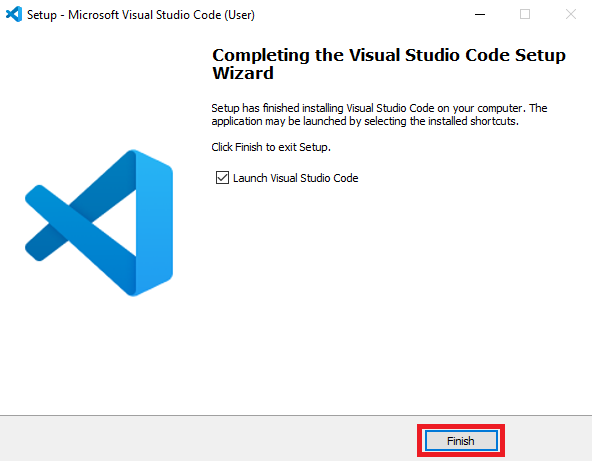 Setup - Microsoft Visual Studio Code (User)
Completing the Visual Studio Code Setup
Wizard
Setup has finished installing Visual Studio Code on your computer. The
application may be launched by selecting the installed shortcuts.
Click Finish to exit Setup.
Launch Visual Studio Code
Finish